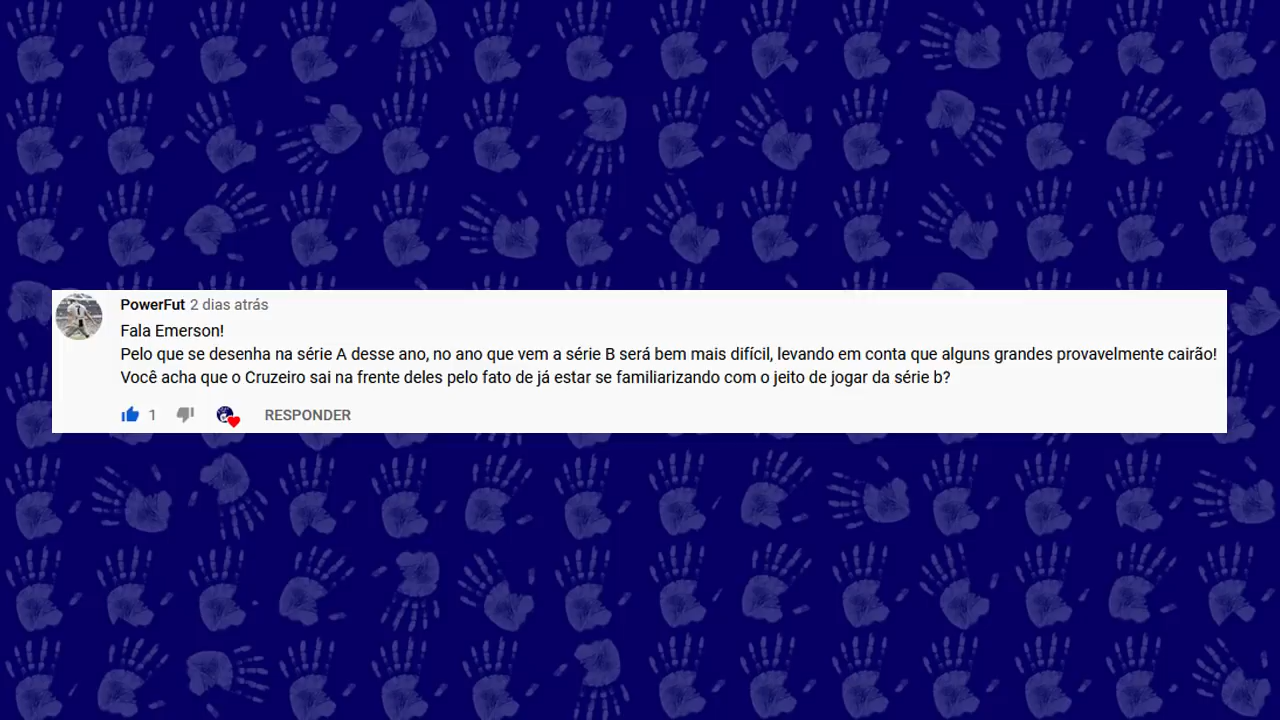 PowerFut 2 dias atrás
Fala Emerson!
Pelo que se desenha na série A desse ano, no ano que vem a série B será bem mais difícil, levando em conta que alguns grandes provavelmente cairão!
Você acha que o Cruzeiro sai na frente deles pelo fato de já estar se familiarizando com o jeito de jogar da série b?
1 RESPONDER